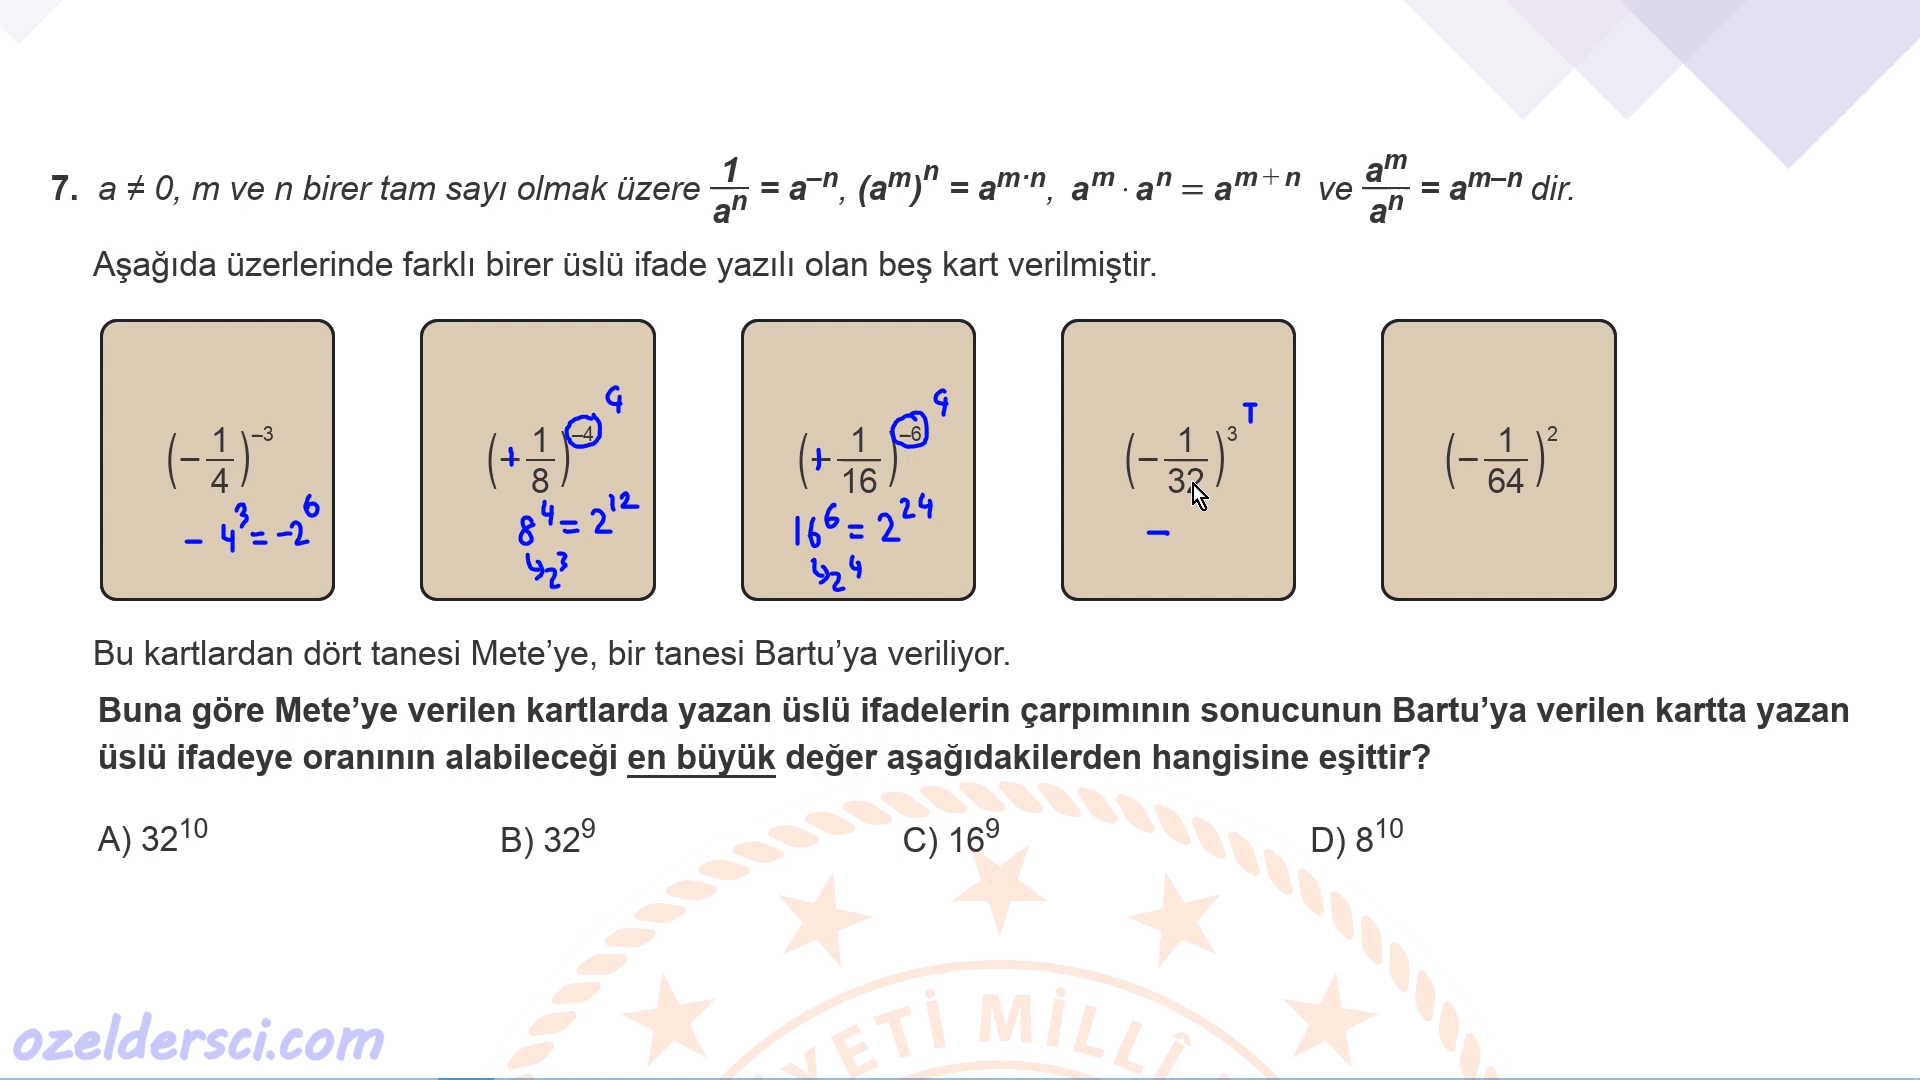 7. a ≠ 0, m ve n birer tam sayı olmak üzere 1/aⁿ = a⁻ⁿ, (aᵐ)ⁿ = aᵐ·ⁿ, aᵐ · aⁿ = aᵐ⁺ⁿ ve aᵐ/aⁿ = aᵐ⁻ⁿ dir.
Aşağıda üzerlerinde farklı birer üslü ifade yazılı olan beş kart verilmiştir.
(−1/4)⁻³
− 4³ = −2⁶
(+1/8)⁻⁴ Ç
8⁴ = 2¹²
↳2³
(+1/16)⁻⁶ Ç
16⁶ = 2²⁴
↳2⁴
(−1/32)³ T
−
(−1/64)²
Bu kartlardan dört tanesi Mete’ye, bir tanesi Bartu’ya veriliyor.
Buna göre Mete’ye verilen kartlarda yazan üslü ifadelerin çarpımının sonucunun Bartu’ya verilen kartta yazan
üslü ifadeye oranının alabileceği en büyük değer aşağıdakilerden hangisine eşittir?
A) 32¹⁰ B) 32⁹ C) 16⁹ D) 8¹⁰
YETİ MİLLÎ
ozeldersci.com